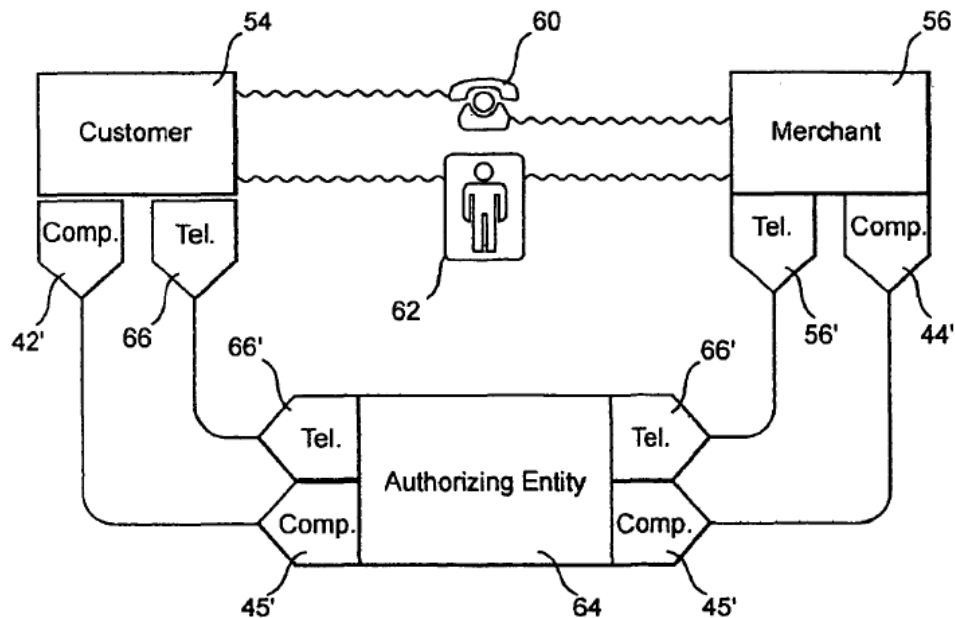 54
60
56
Customer
Merchant
Comp.
Tel.
Tel.
Comp.
42'
66
62
56'
44'
66'
66'
Tel.
Authorizing Entity
Tel.
Comp.
Comp.
45'
64
45'